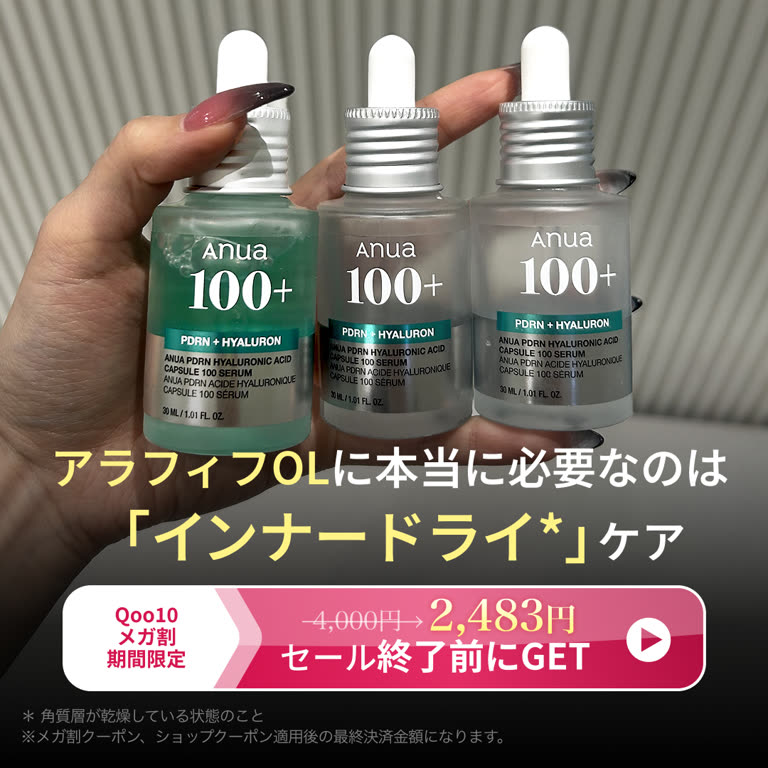 Anua
100+
PDRN + HYALURON
ANUA PDRN HYALURONIC ACID
CAPSULE 100 SERUM
ANUA PDRN ACIDE HYALURONIQUE
CAPSULE 100 SÉRUM
30 ML / 1.01 FL. OZ.
Anua
100+
PDRN + HYALURON
ANUA PDRN HYALURONIC ACID
CAPSULE 100 SERUM
ANUA PDRN ACIDE HYALURONIQUE
CAPSULE 100 SÉRUM
30 ML / 1.01 FL. OZ.
Anua
100+
PDRN + HYALURON
ANUA PDRN HYALURONIC ACID
CAPSULE 100 SERUM
ANUA PDRN ACIDE HYALURONIQUE
CAPSULE 100 SÉRUM
30 ML / 1.01 FL. OZ.
アラフィフOLに本当に必要なのは
「インナードライ*」ケア
Qoo10
メガ割
期間限定
4,000円→2,483円
セール終了前にGET
＊ 角質層が乾燥している状態のこと
※メガ割クーポン、ショップクーポン適用後の最終決済金額になります。